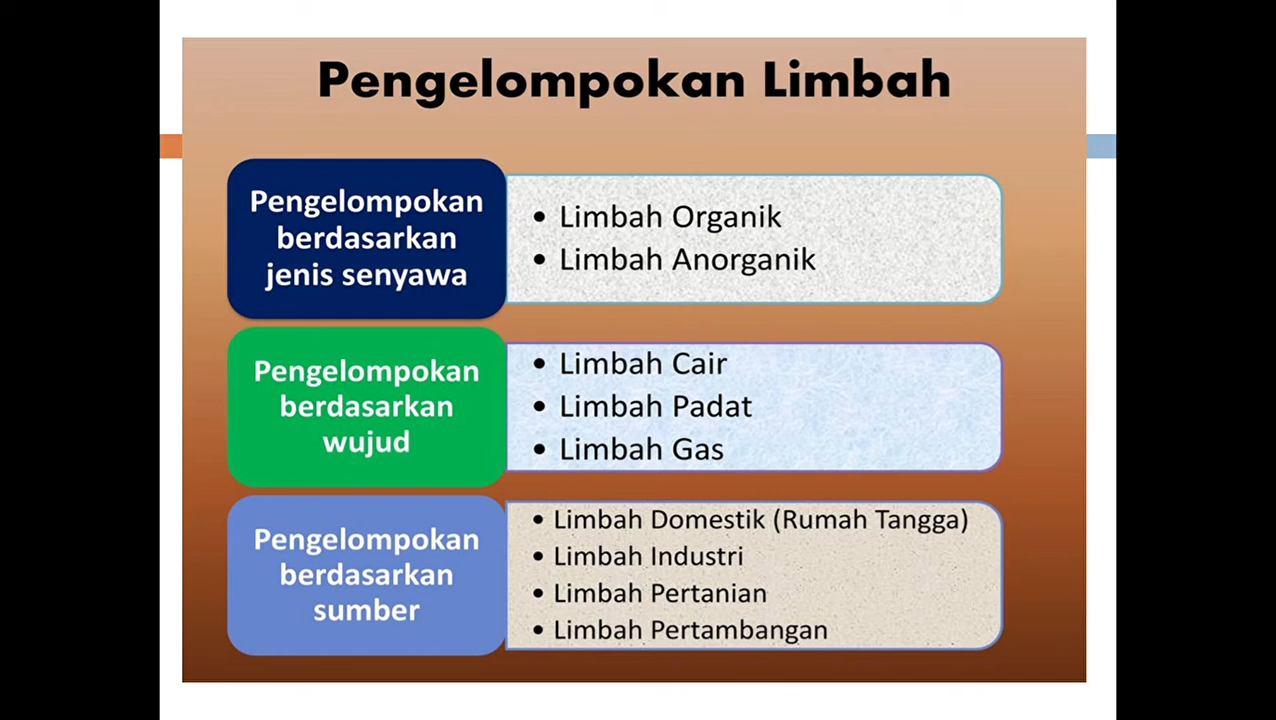 Pengelompokan Limbah
Pengelompokan
berdasarkan
jenis senyawa
• Limbah Organik
• Limbah Anorganik
Pengelompokan
berdasarkan
wujud
• Limbah Cair
• Limbah Padat
• Limbah Gas
Pengelompokan
berdasarkan
sumber
• Limbah Domestik (Rumah Tangga)
• Limbah Industri
• Limbah Pertanian
• Limbah Pertambangan